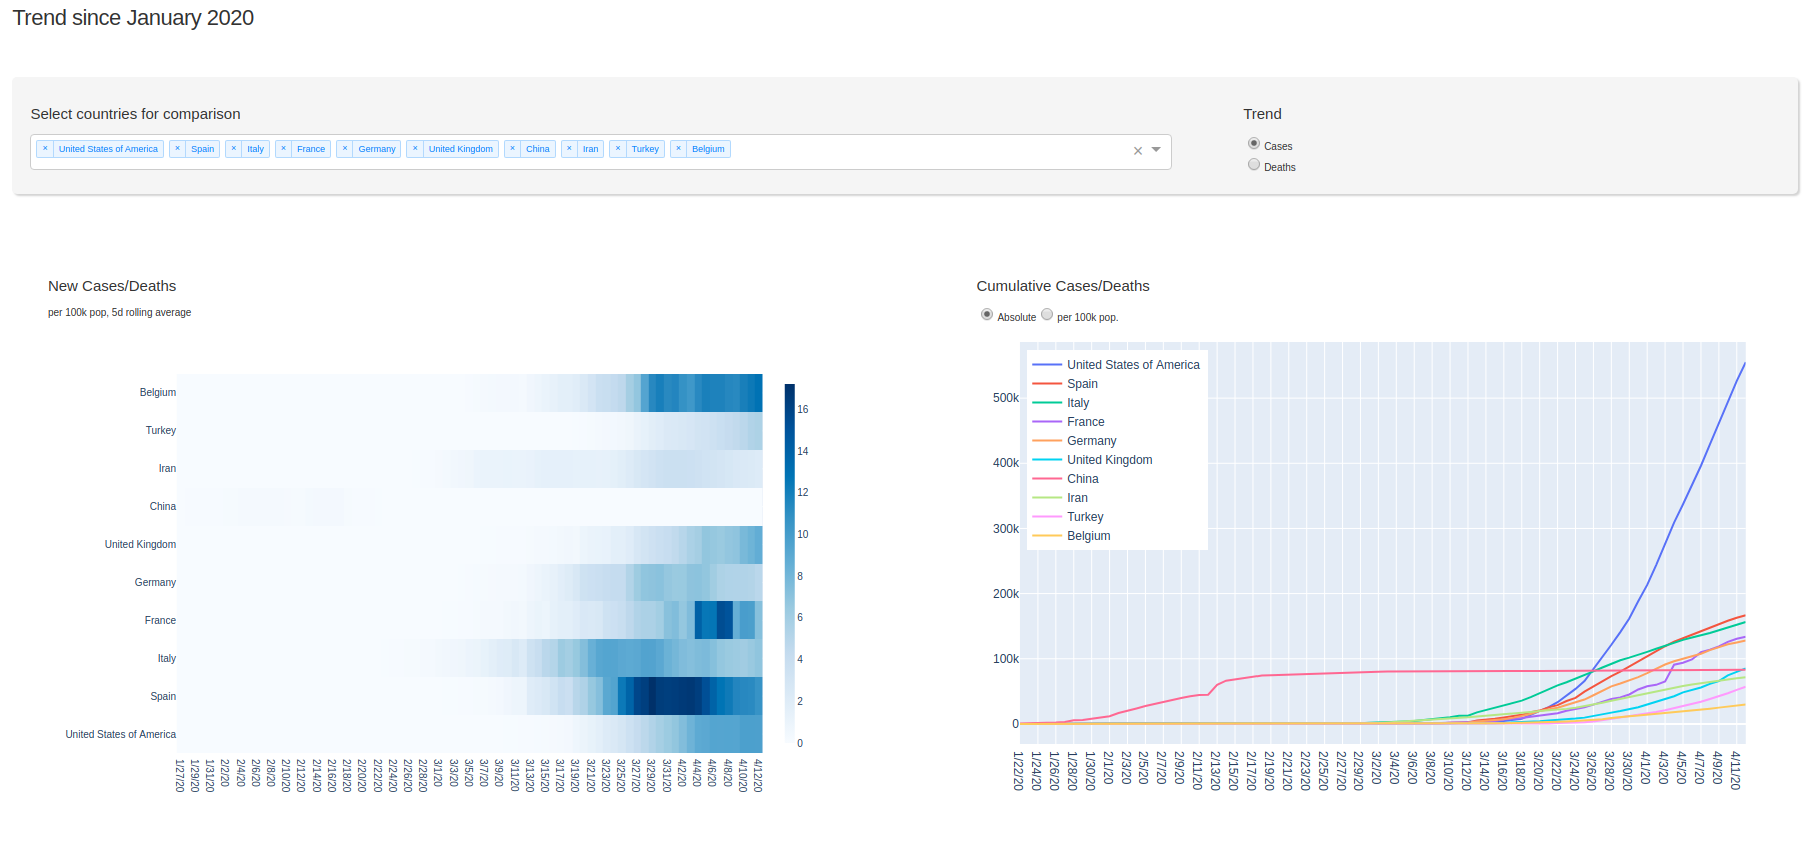 Trend since January 2020
Select countries for comparison
× United States of America × Spain × Italy × France × Germany × United Kingdom × China × Iran × Turkey × Belgium
Trend
Cases
Deaths
New Cases/Deaths
per 100k pop, 5d rolling average
Belgium
Turkey
Iran
China
United Kingdom
Germany
France
Italy
Spain
United States of America
1/27/20 1/29/20 1/31/20 2/2/20 2/4/20 2/6/20 2/8/20 2/10/20 2/12/20 2/14/20 2/16/20 2/18/20 2/20/20 2/22/20 2/24/20 2/26/20 2/28/20 3/1/20 3/3/20 3/5/20 3/7/20 3/9/20 3/11/20 3/13/20 3/15/20 3/17/20 3/19/20 3/21/20 3/23/20 3/25/20 3/27/20 3/29/20 3/31/20 4/2/20 4/4/20 4/6/20 4/8/20 4/10/20 4/12/20
16
14
12
10
8
6
4
2
0
Cumulative Cases/Deaths
Absolute per 100k pop.
United States of America
Spain
Italy
France
Germany
United Kingdom
China
Iran
Turkey
Belgium
500k
400k
300k
200k
100k
0
1/22/20 1/24/20 1/26/20 1/28/20 1/30/20 2/1/20 2/3/20 2/5/20 2/7/20 2/9/20 2/11/20 2/13/20 2/15/20 2/17/20 2/19/20 2/21/20 2/23/20 2/25/20 2/27/20 2/29/20 3/2/20 3/4/20 3/6/20 3/8/20 3/10/20 3/12/20 3/14/20 3/16/20 3/18/20 3/20/20 3/22/20 3/24/20 3/26/20 3/28/20 3/30/20 4/1/20 4/3/20 4/5/20 4/7/20 4/9/20 4/11/20